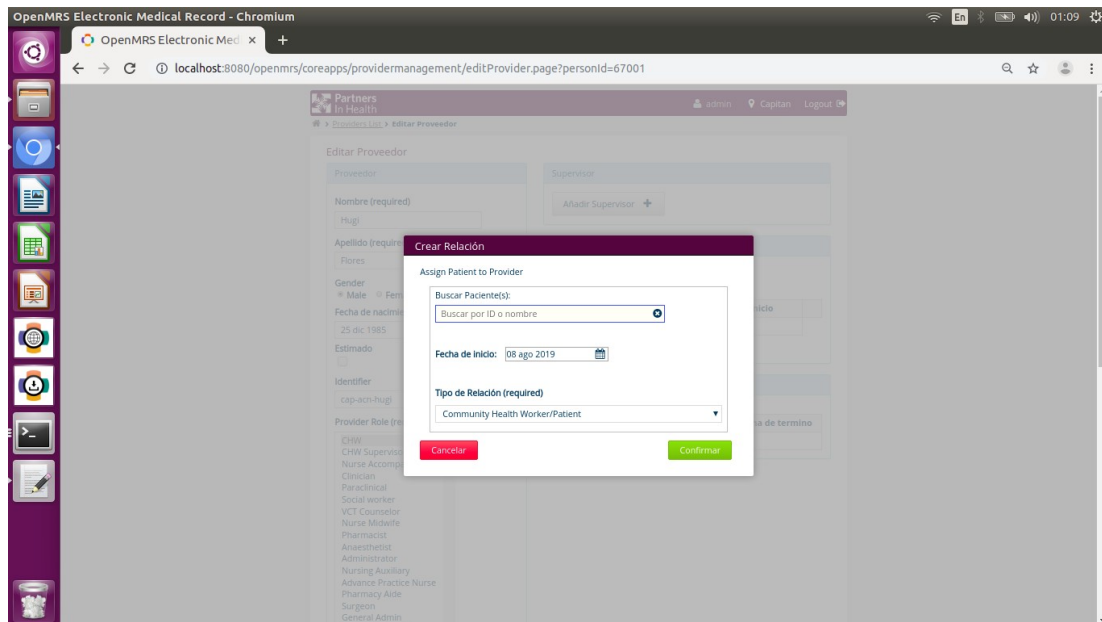 OpenMRS Electronic Medical Record - Chromium
En
01:09
OpenMRS Electronic Med
localhost:8080/openmrs/coreapps/providermanagement/editProvider.page?personId=67001
Partners
In Health
admin
Capitan
Logout
> Providers List > Editar Proveedor
Editar Proveedor
Proveedor
Supervisor
Nombre (required)
Añadir Supervisor
Hugi
Apellido (require
Flores
Gender
Male
Fem
Fecha de nacimie
25 dic 1985
Estimado
Identifier
cap-acn-hugi
Provider Role (re
CHW
CHW Superviso
Nurse Accomp
Clinician
Paraclinical
Social worker
VCT Counselor
Nurse Midwife
Pharmacist
Anaesthetist
Administrator
Nursing Auxiliary
Advance Practice Nurse
Pharmacy Aide
Surgeon
General Admin
nicio
a de termino
Crear Relación
Assign Patient to Provider
Buscar Paciente(s):
Buscar por ID o nombre
Fecha de inicio: 08 ago 2019
Tipo de Relación (required)
Community Health Worker/Patient
Cancelar
Confirmar